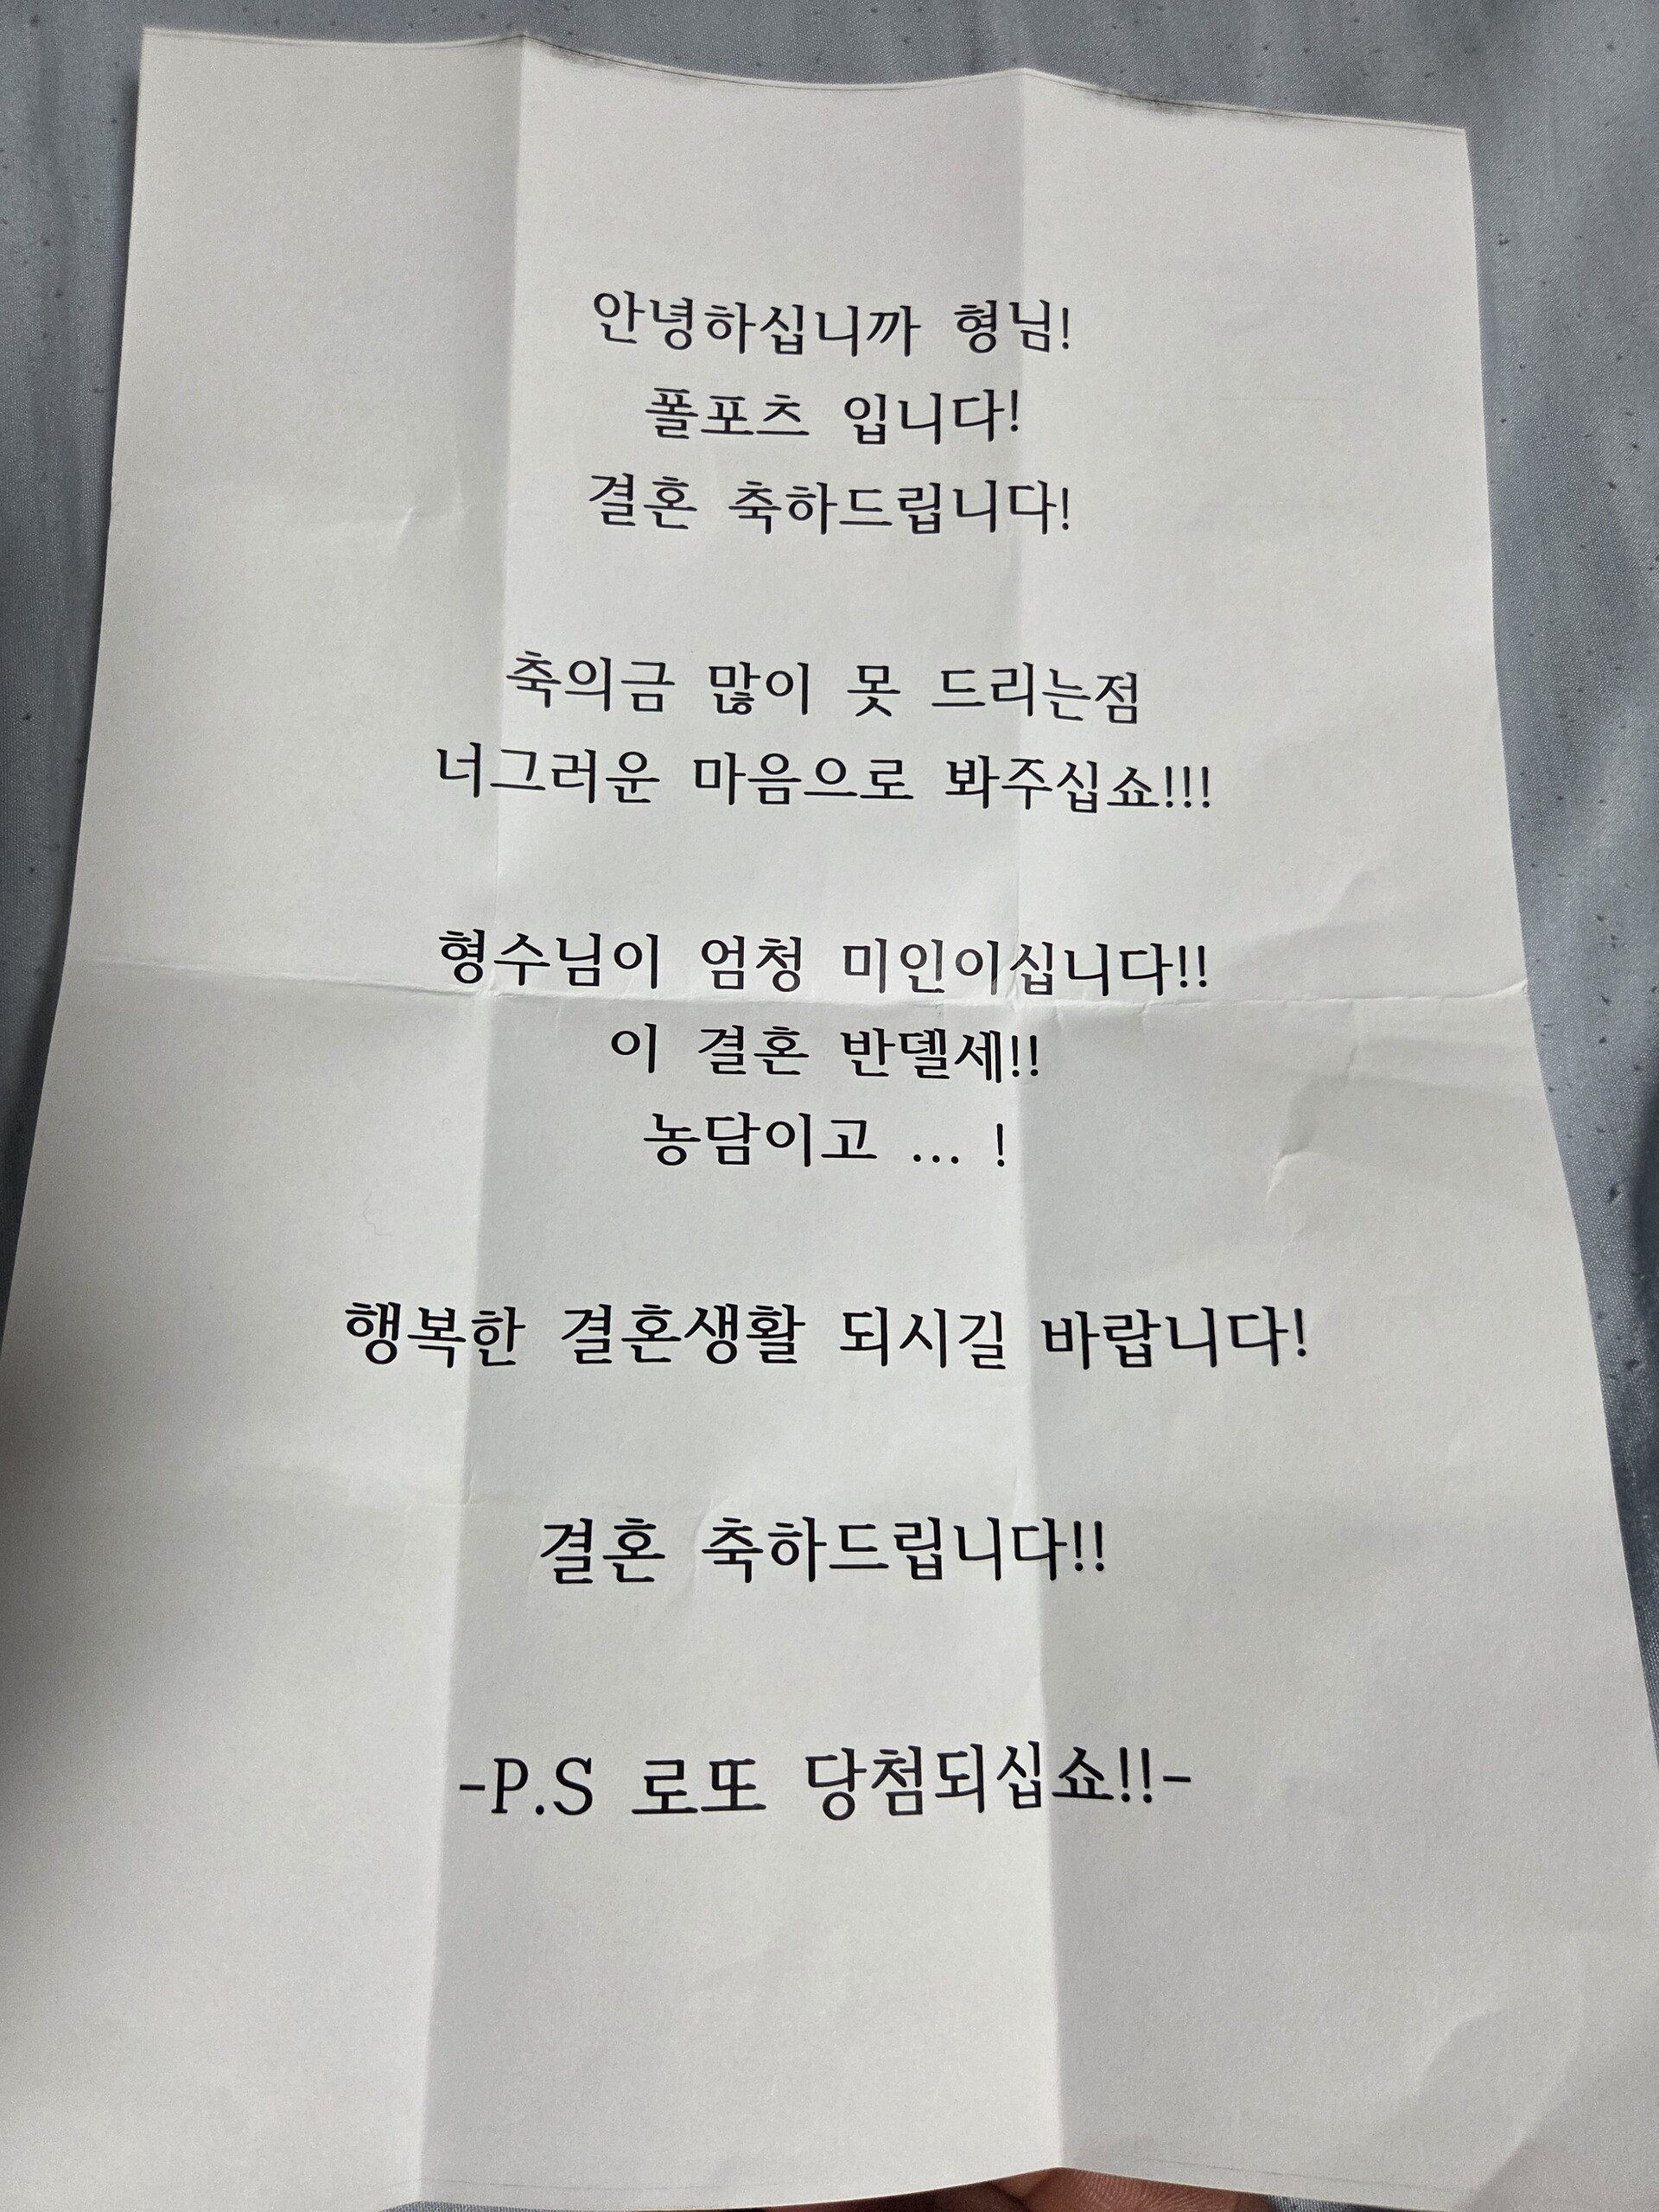 안녕하십니까 형님!
폴포츠 입니다!
결혼 축하드립니다!
축의금 많이 못 드리는점
너그러운 마음으로 봐주십쇼!!!
형수님이 엄청 미인이십니다!!
이 결혼 반델세!!
농담이고 ... !
행복한 결혼생활 되시길 바랍니다!
결혼 축하드립니다!!
-P.S 로또 당첨되십쇼!!-